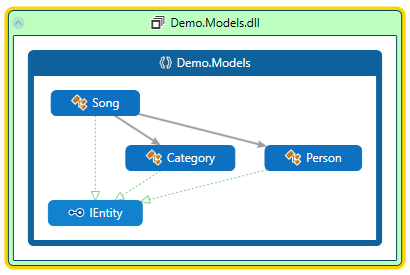 Demo.Models.dll
Demo.Models
Song
Category
Person
IEntity